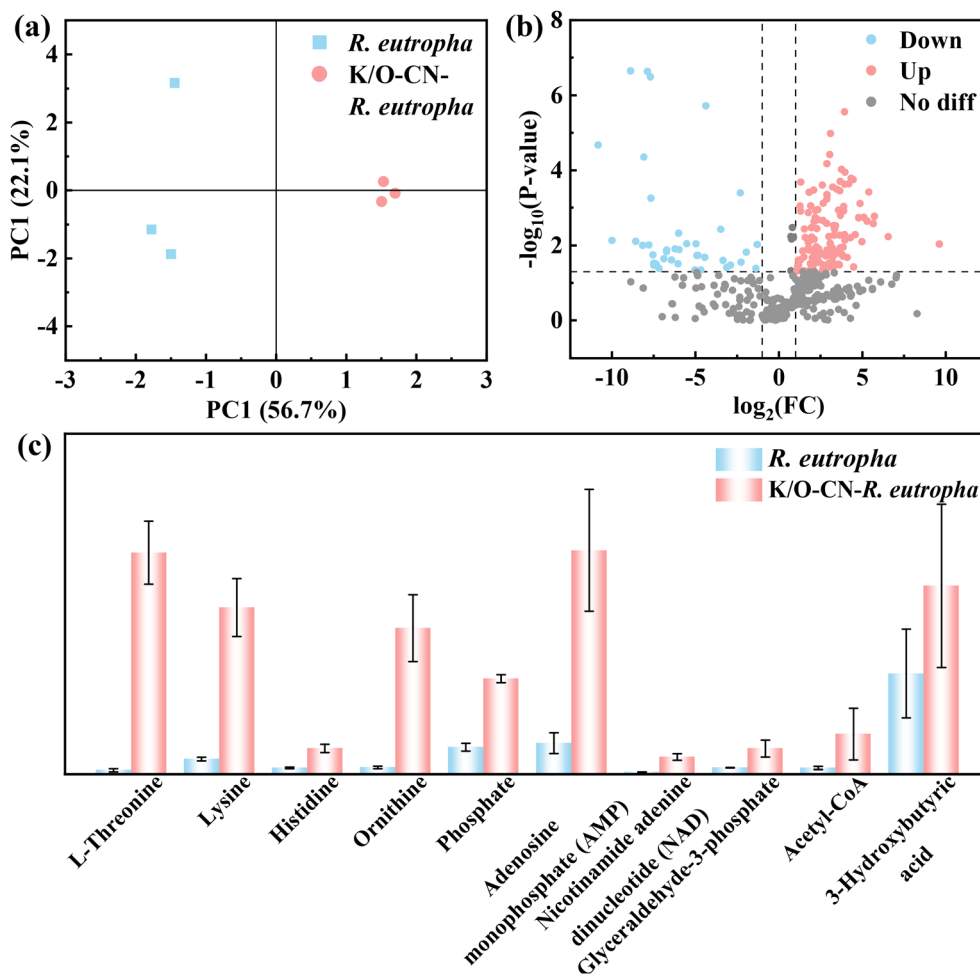 (a)
R. eutropha
K/O-CN-
R. eutropha
PC1 (22.1%)
4
2
0
-2
-4
-3
-2
-1
0
1
2
3
PC1 (56.7%)
(b)
Down
Up
No diff
-log10(P-value)
8
6
4
2
0
-10
-5
0
5
10
log2(FC)
(c)
R. eutropha
K/O-CN-R. eutropha
L-Threonine
Lysine
Histidine
Ornithine
Phosphate
Adenosine
monophosphate (AMP)
Nicotinamide adenine
dinucleotide (NAD)
Glyceraldehyde-3-phosphate
Acetyl-CoA
3-Hydroxybutyric
acid